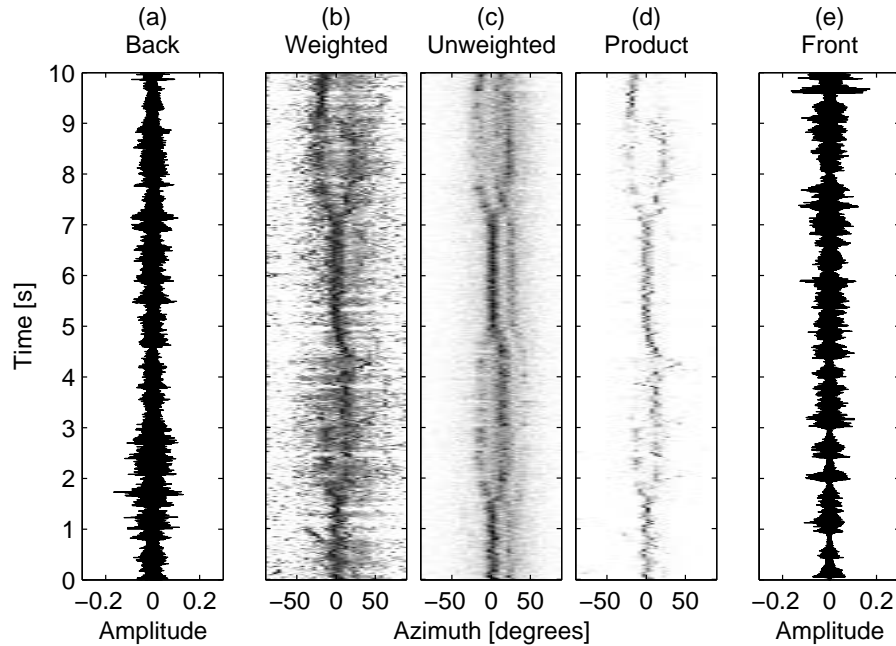 (a) (b) (c) (d) (e)
Back Weighted Unweighted Product Front
10
9
8
7
6
5
4
3
2
1
0
Time [s]
−0.2 0 0.2 −50 0 50 −50 0 50 −50 0 50 −0.2 0 0.2
Amplitude Azimuth [degrees] Amplitude